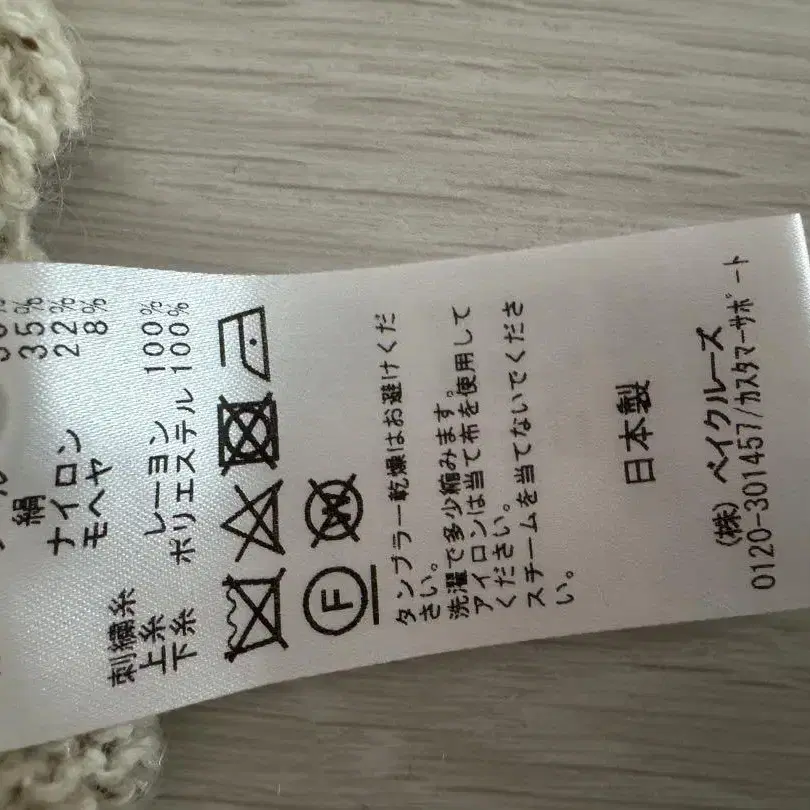 絹 35%
ナイロン 22%
モヘヤ 8%
刺繍糸
上糸 レーヨン 100%
下糸 ポリエステル 100%
F
W
タンブラー乾燥はお避けくだ
さい。
洗濯で多少縮みます。
アイロンは当て布を使用して
ください。
スチームを当てないでくださ
い。
日本製
(株) ベイクルーズ
0120-301457/カスタマーサポート